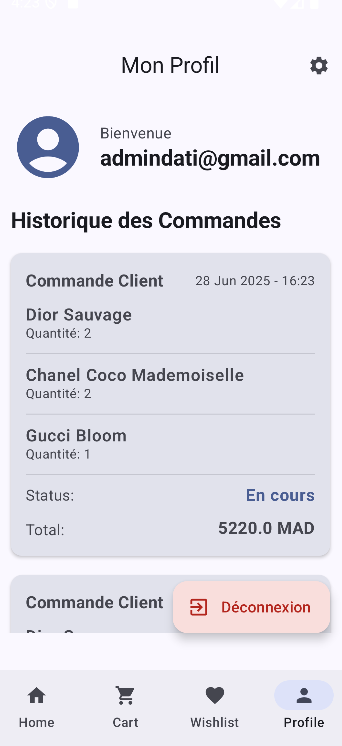 Mon Profil
Bienvenue
admindati@gmail.com
Historique des Commandes
Commande Client 28 Jun 2025 - 16:23
Dior Sauvage
Quantité: 2
Chanel Coco Mademoiselle
Quantité: 2
Gucci Bloom
Quantité: 1
Status: En cours
Total: 5220.0 MAD
Commande Client
Déconnexion
Home Cart Wishlist Profile